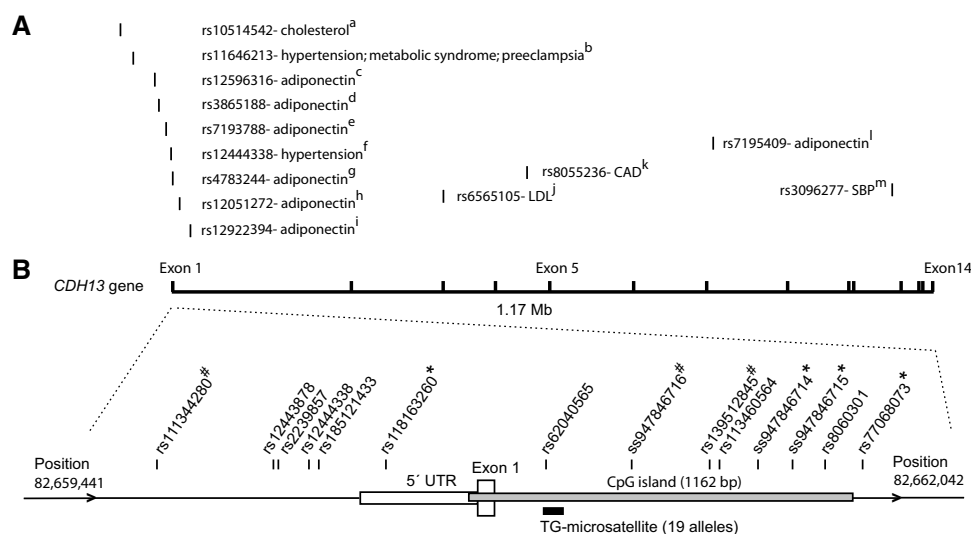 A
rs10514542- cholesterol a
rs11646213- hypertension; metabolic syndrome; preeclampsia b
rs12596316- adiponectin c
rs3865188- adiponectin d
rs7193788- adiponectin e
rs12444338- hypertension f
rs4783244- adiponectin g
rs12051272- adiponectin h
rs12922394- adiponectin i
rs6565105- LDL j
rs8055236- CAD k
rs7195409- adiponectin l
rs3096277- SBP m
B
Exon 1
Exon 5
Exon14
CDH13 gene
1.17 Mb
rs111344280#
rs12443878
rs2239857
rs12444338
rs185121433
rs118163260*
rs62040565
ss947846716#
rs139512845#
rs113460564
ss947846714*
ss947846715*
rs8060301
rs77068073*
Position
82,659,441
5´ UTR
Exon 1
CpG island (1162 bp)
Position
82,662,042
TG-microsatellite (19 alleles)